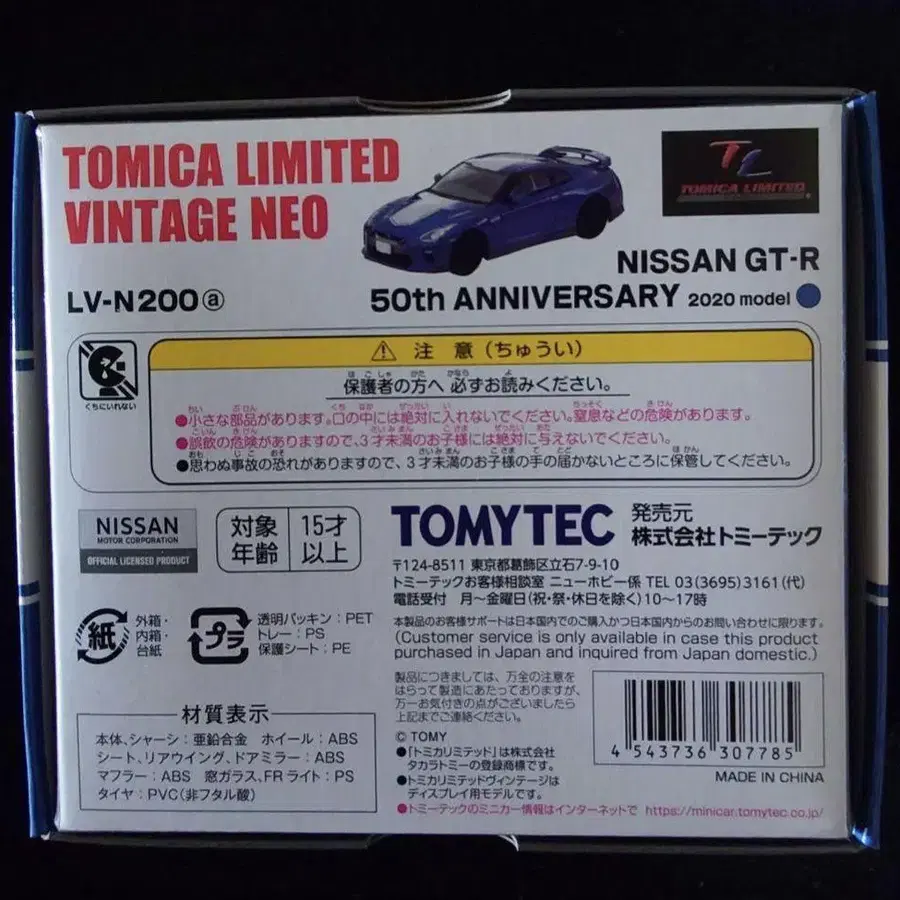 TOMICA LIMITED
VINTAGE NEO
TL
TOMICA LIMITED
LV-N200ⓐ
NISSAN GT-R
50th ANNIVERSARY 2020 model
くちにいれない
⚠ 注 意（ちゅうい）
保護者の方へ 必ずお読みください。
●小さな部品があります。口の中には絶対に入れないでください。窒息などの危険があります。
●誤飲の危険がありますので、3才未満のお子様には絶対に与えないでください。
●思わぬ事故の恐れがありますので、3才未満のお子様の手の届かないところに保管してください。
NISSAN
MOTOR CORPORATION
OFFICIAL LICENSED PRODUCT
対象
年齢
15才
以上
TOMYTEC
発売元
株式会社トミーテック
〒124-8511 東京都葛飾区立石7-9-10
トミーテックお客様相談室 ニューホビー係 TEL 03(3695)3161(代)
電話受付 月～金曜日(祝・祭・休日を除く)10～17時
紙
外箱・
内箱・
台紙
プラ
透明パッキン：PET
トレー：PS
保護シート：PE
本製品のお客様サポートは日本国内でのご購入かつ日本国内からのお問い合わせに限ります。
(Customer service is only available in case this product
purchased in Japan and inquired from Japan domestic.)
材質表示
本体、シャーシ：亜鉛合金 ホイール：ABS
シート、リアウイング、ドアミラー：ABS
マフラー：ABS 窓ガラス、FRライト：PS
タイヤ：PVC(非フタル酸)
製品につきましては、万全の注意を
はらって製造にあたっておりますが、
万一お気付きの点がございましたら
上記までご連絡ください。
© TOMY
●「トミカリミテッド」は株式会社
タカラトミーの登録商標です。
●トミカリミテッドヴィンテージは
ディスプレイ用モデルです。
●トミーテックのミニカー情報はインターネットで https://minicar.tomytec.co.jp/
4 543736 307785
MADE IN CHINA